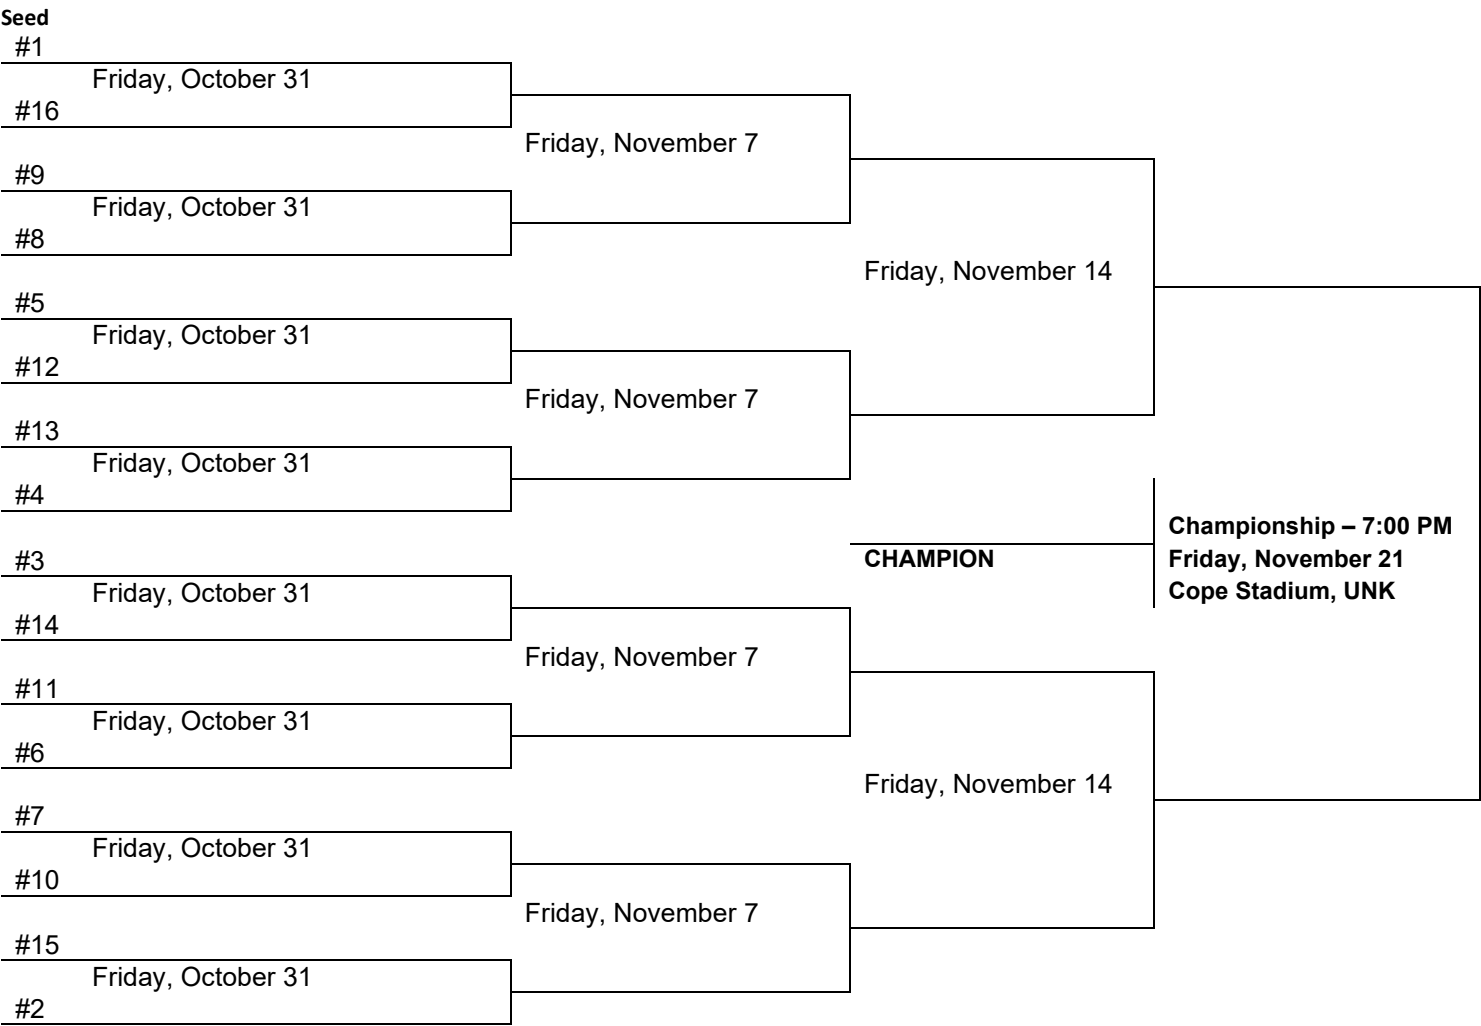 Seed
#1
Friday, October 31
#16
Friday, November 7
#9
Friday, October 31
#8
Friday, November 14
#5
Friday, October 31
#12
Friday, November 7
#13
Friday, October 31
#4
Championship – 7:00 PM
Friday, November 21
Cope Stadium, UNK
CHAMPION
#3
Friday, October 31
#14
Friday, November 7
#11
Friday, October 31
#6
Friday, November 14
#7
Friday, October 31
#10
Friday, November 7
#15
Friday, October 31
#2